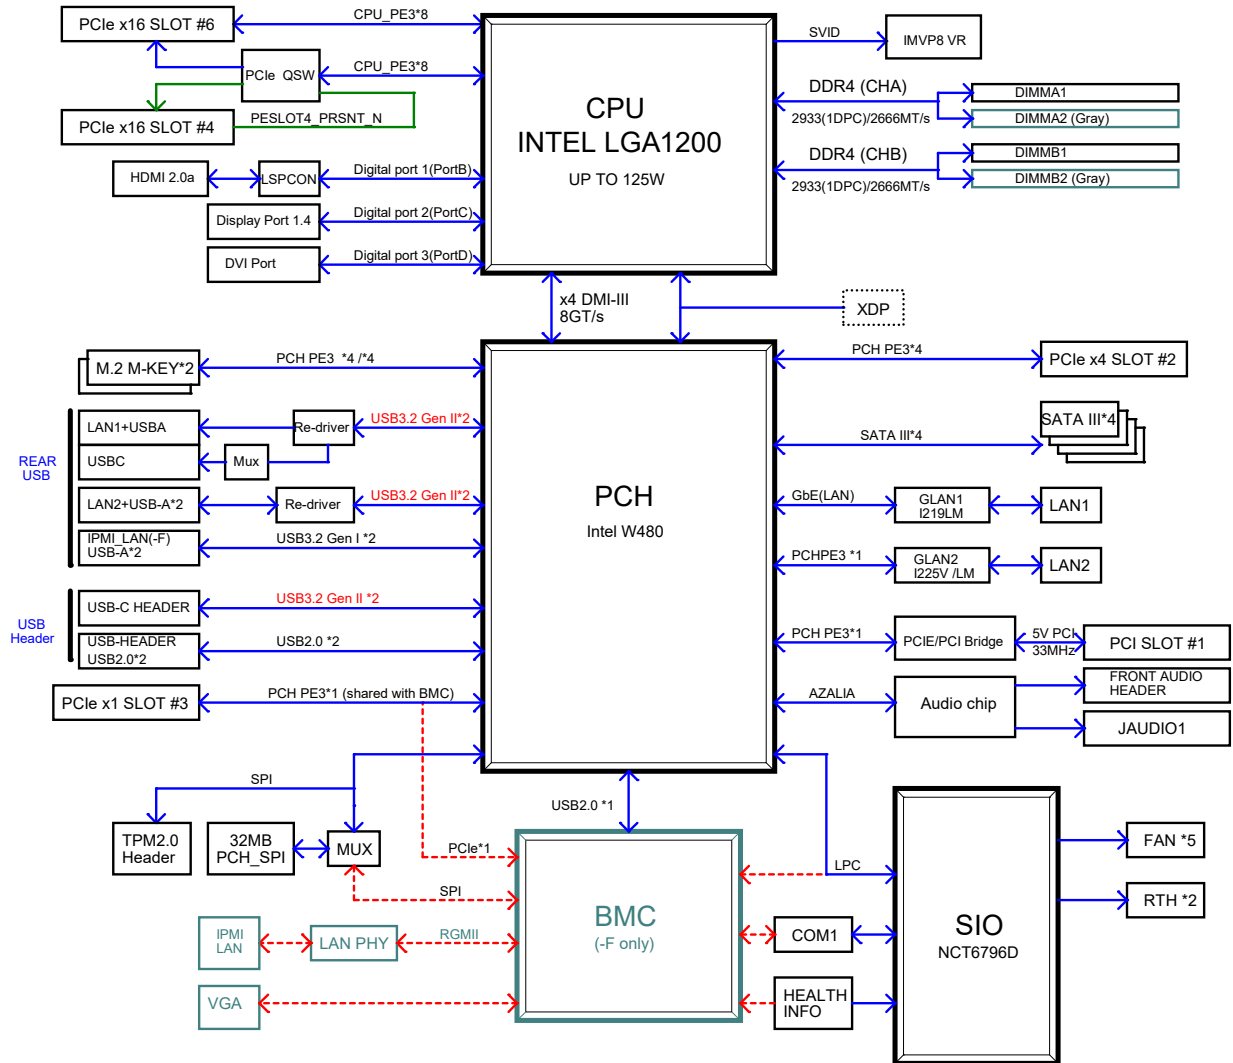 PCIe x16 SLOT #6
CPU_PE3*8
PCIe QSW
CPU_PE3*8
PCIe x16 SLOT #4
PESLOT4_PRSNT_N
HDMI 2.0a
LSPCON
Digital port 1(PortB)
Display Port 1.4
Digital port 2(PortC)
DVI Port
Digital port 3(PortD)
CPU
INTEL LGA1200
UP TO 125W
SVID
IMVP8 VR
DDR4 (CHA)
2933(1DPC)/2666MT/s
DIMMA1
DIMMA2 (Gray)
DDR4 (CHB)
2933(1DPC)/2666MT/s
DIMMB1
DIMMB2 (Gray)
x4 DMI-III
8GT/s
XDP
M.2 M-KEY*2
PCH PE3 *4 /*4
REAR
USB
LAN1+USBA
Re-driver
USB3.2 Gen II*2
USBC
Mux
LAN2+USB-A*2
Re-driver
USB3.2 Gen II*2
IPMI_LAN(-F)
USB-A*2
USB3.2 Gen I *2
USB
Header
USB-C HEADER
USB3.2 Gen II *2
USB-HEADER
USB2.0*2
USB2.0 *2
PCIe x1 SLOT #3
PCH PE3*1 (shared with BMC)
PCH
Intel W480
PCH PE3*4
PCIe x4 SLOT #2
SATA III*4
SATA III*4
GbE(LAN)
GLAN1
I219LM
LAN1
PCHPE3 *1
GLAN2
I225V /LM
LAN2
PCH PE3*1
PCIE/PCI Bridge
5V PCI
33MHz
PCI SLOT #1
AZALIA
Audio chip
FRONT AUDIO
HEADER
JAUDIO1
SPI
TPM2.0
Header
32MB
PCH_SPI
MUX
USB2.0 *1
PCIe*1
SPI
IPMI
LAN
LAN PHY
RGMII
VGA
BMC
(-F only)
LPC
COM1
HEALTH
INFO
SIO
NCT6796D
FAN *5
RTH *2